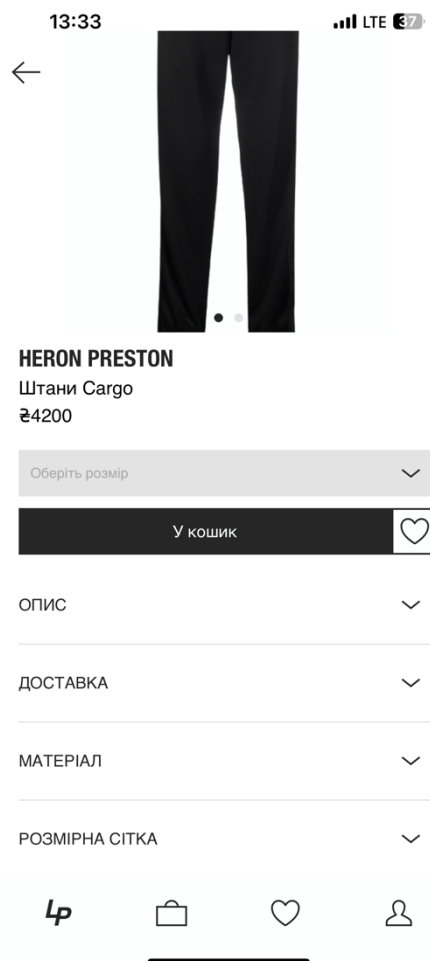 13:33
LTE 37
HERON PRESTON
Штани Cargo
₴4200
Оберіть розмір
У кошик
ОПИС
ДОСТАВКА
МАТЕРІАЛ
РОЗМІРНА СІТКА
LP